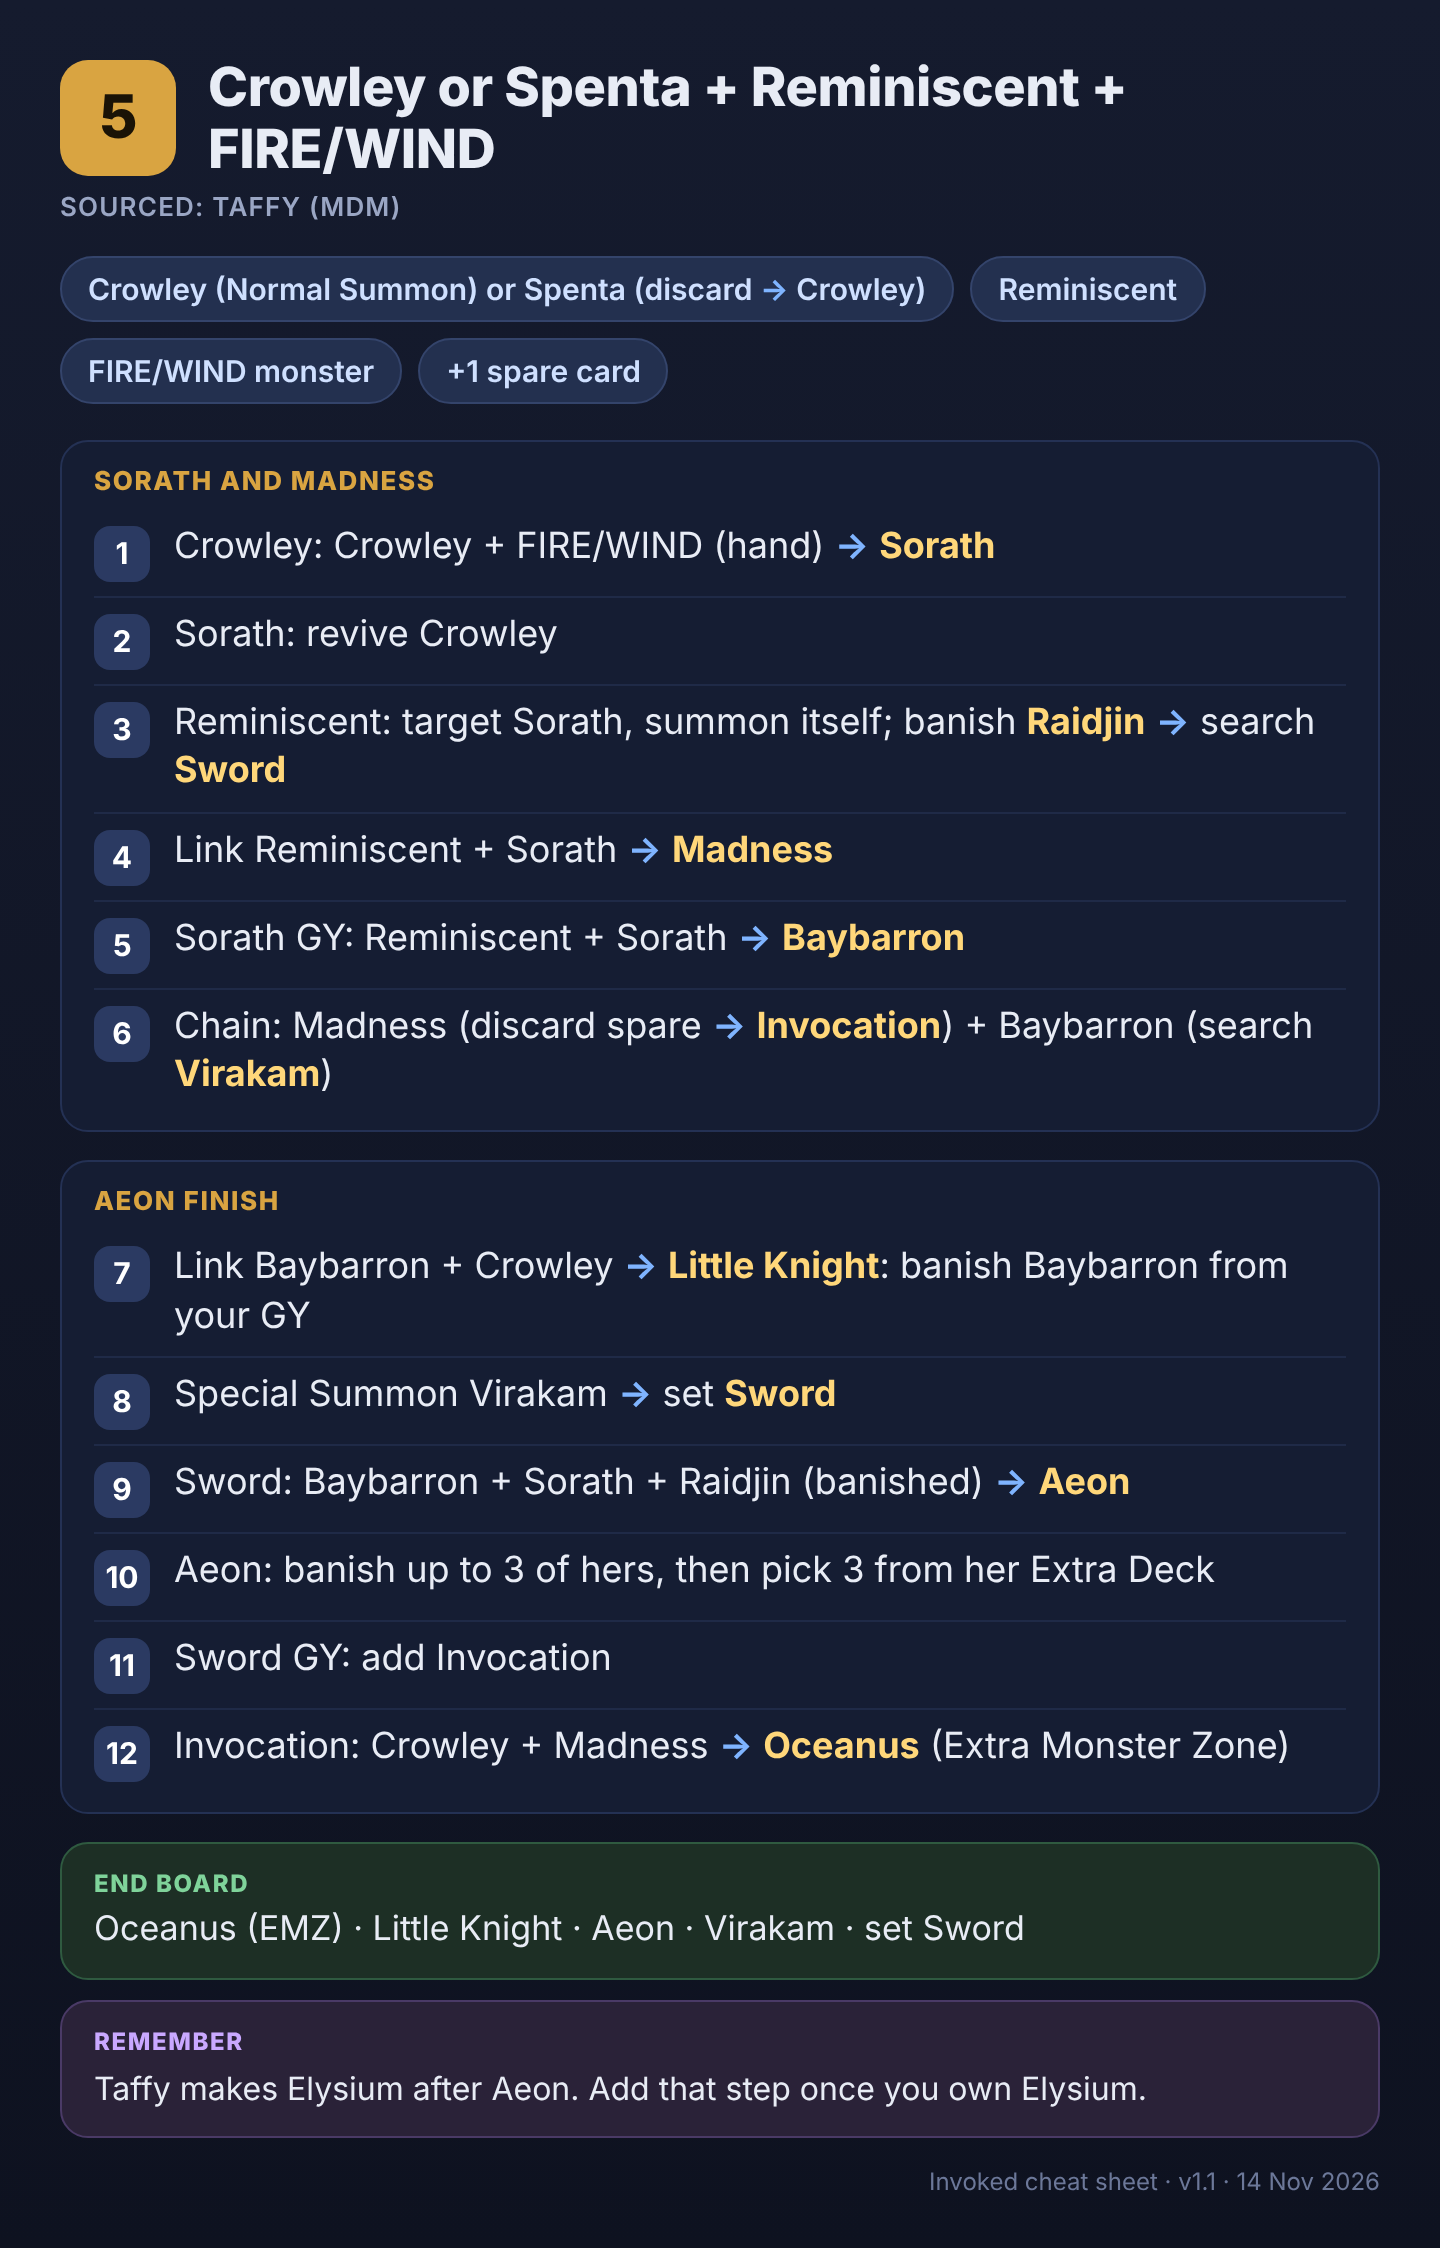 5
Crowley or Spenta + Reminiscent +
FIRE/WIND
SOURCED: TAFFY (MDM)
Crowley (Normal Summon) or Spenta (discard → Crowley)
Reminiscent
FIRE/WIND monster
+1 spare card
SORATH AND MADNESS
1 Crowley: Crowley + FIRE/WIND (hand) → Sorath
2 Sorath: revive Crowley
3 Reminiscent: target Sorath, summon itself; banish Raidjin → search
Sword
4 Link Reminiscent + Sorath → Madness
5 Sorath GY: Reminiscent + Sorath → Baybarron
6 Chain: Madness (discard spare → Invocation) + Baybarron (search
Virakam)
AEON FINISH
7 Link Baybarron + Crowley → Little Knight: banish Baybarron from
your GY
8 Special Summon Virakam → set Sword
9 Sword: Baybarron + Sorath + Raidjin (banished) → Aeon
10 Aeon: banish up to 3 of hers, then pick 3 from her Extra Deck
11 Sword GY: add Invocation
12 Invocation: Crowley + Madness → Oceanus (Extra Monster Zone)
END BOARD
Oceanus (EMZ) · Little Knight · Aeon · Virakam · set Sword
REMEMBER
Taffy makes Elysium after Aeon. Add that step once you own Elysium.
Invoked cheat sheet · v1.1 · 14 Nov 2026